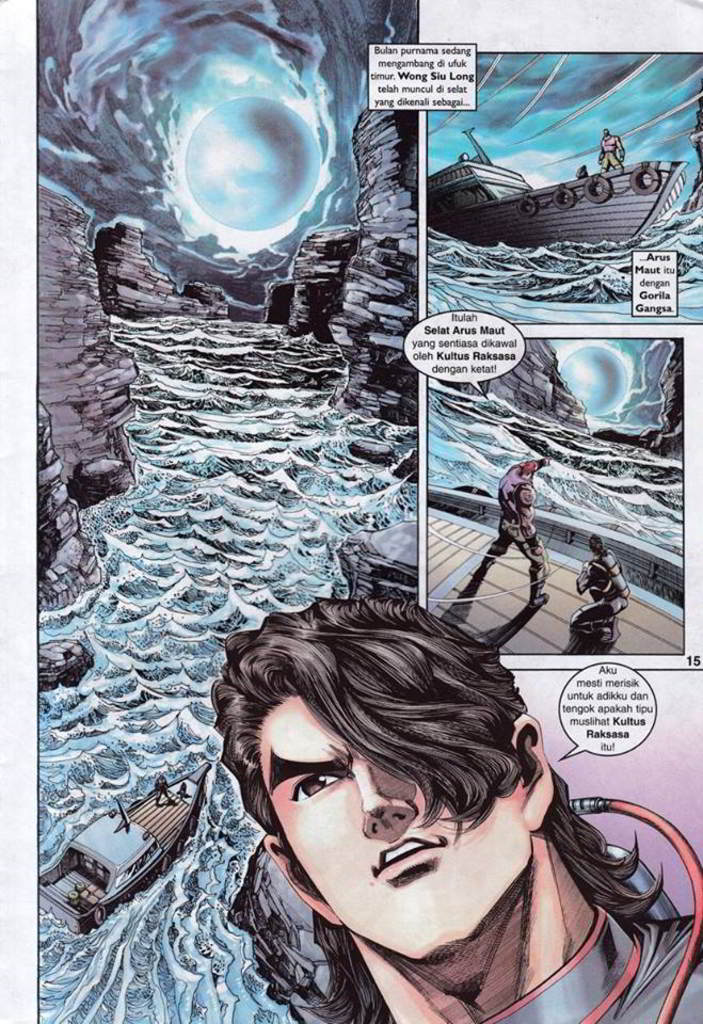 Bulan purnama sedang
mengambang di ufuk
timur. Wong Siu Long
telah muncul di selat
yang dikenali sebagai...
...Arus
Maut itu
dengan
Gorila
Gangsa.
Itulah
Selat Arus Maut
yang sentiasa dikawal
oleh Kultus Raksasa
dengan ketat!
15
Aku
mesti merisik
untuk adikku dan
tengok apakah tipu
muslihat Kultus
Raksasa
itu!